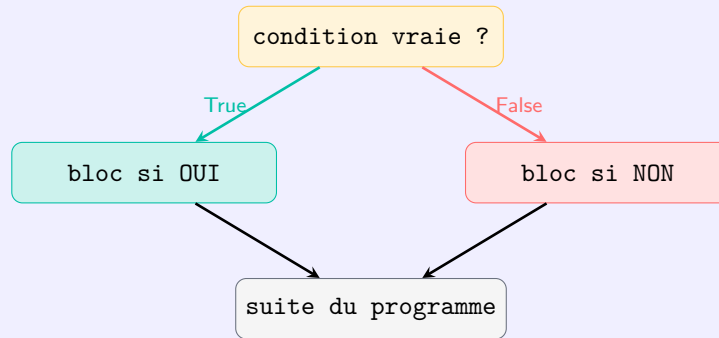 condition vraie ?
True
False
bloc si OUI
bloc si NON
suite du programme